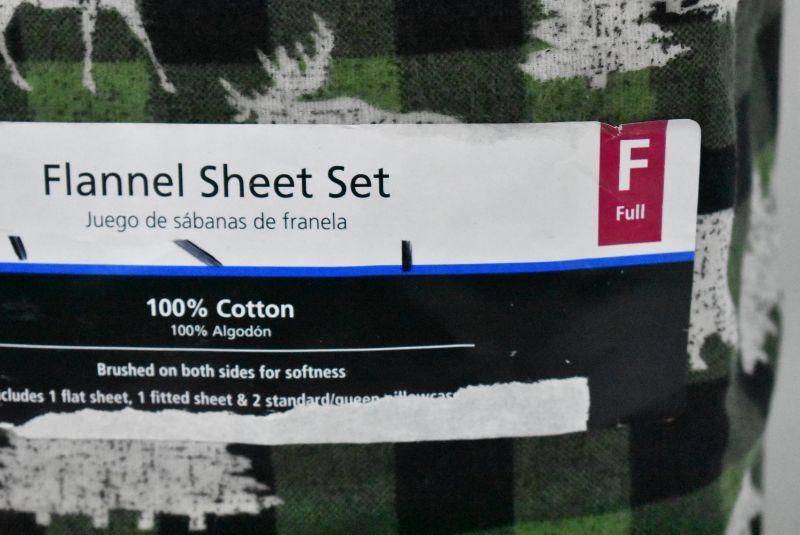 Flannel Sheet Set
Juego de sábanas de franela
F
Full
100% Cotton
100% Algodón
Brushed on both sides for softness
1 flat sheet, 1 fitted sheet & 2 standard/queen